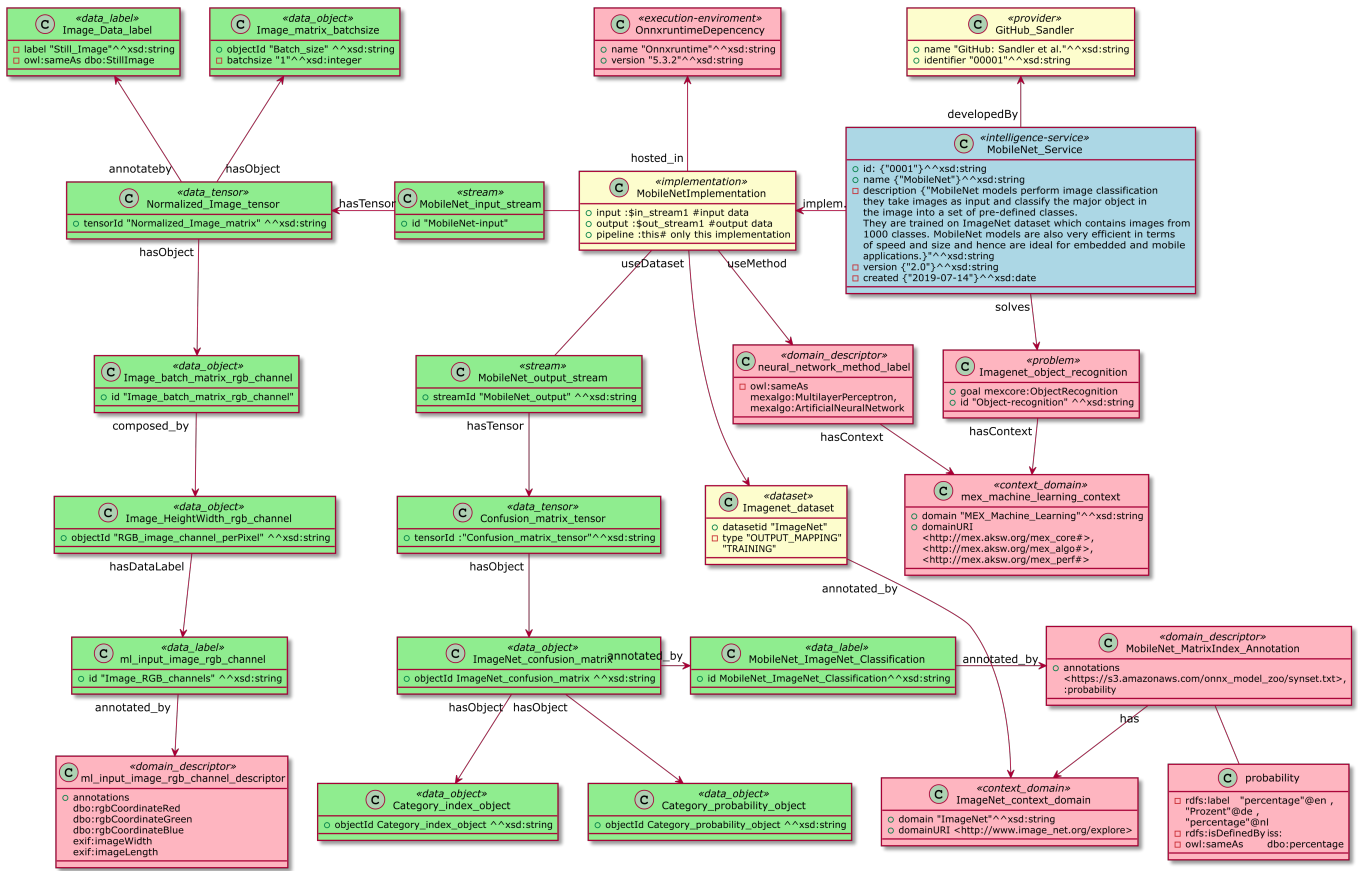 «data_label»
C Image_Data_label
label "Still_Image"^^xsd:string
owl:sameAs dbo:StillImage
«data_object»
C Image_matrix_batchsize
objectId "Batch_size" ^^xsd:string
batchsize "1"^^xsd:integer
«execution-enviroment»
C OnnxruntimeDepencency
name "Onnxruntime"^^xsd:string
version "5.3.2"^^xsd:string
«provider»
C GitHub_Sandler
name "GitHub: Sandler et al."^^xsd:string
identifier "00001"^^xsd:string
annotateby
hasObject
hosted_in
developedBy
«intelligence-service»
C MobileNet_Service
id: {"0001"}^^xsd:string
name {"MobileNet"}^^xsd:string
description {"MobileNet models perform image classification
they take images as input and classify the major object in
the image into a set of pre-defined classes.
They are trained on ImageNet dataset which contains images from
1000 classes. MobileNet models are also very efficient in terms
of speed and size and hence are ideal for embedded and mobile
applications.}"^^xsd:string
version {"2.0"}^^xsd:string
created {"2019-07-14"}^^xsd:date
«data_tensor»
C Normalized_Image_tensor
tensorId "Normalized_Image_matrix" ^^xsd:string
hasTensor
«stream»
C MobileNet_input_stream
id "MobileNet-input"
«implementation»
C MobileNetImplementation
input :$in_stream1 #input data
output :$out_stream1 #output data
pipeline :this# only this implementation
implem.
hasObject
useDataset
useMethod
solves
«data_object»
C Image_batch_matrix_rgb_channel
id "Image_batch_matrix_rgb_channel"
«stream»
C MobileNet_output_stream
streamId "MobileNet_output" ^^xsd:string
«domain_descriptor»
C neural_network_method_label
owl:sameAs
mexalgo:MultilayerPerceptron,
mexalgo:ArtificialNeuralNetwork
«problem»
C Imagenet_object_recognition
goal mexcore:ObjectRecognition
id "Object-recognition" ^^xsd:string
composed_by
hasTensor
hasContext
hasContext
«data_object»
C Image_HeightWidth_rgb_channel
objectId "RGB_image_channel_perPixel" ^^xsd:string
«data_tensor»
C Confusion_matrix_tensor
tensorId :"Confusion_matrix_tensor"^^xsd:string
«dataset»
C Imagenet_dataset
datasetid "ImageNet"
type "OUTPUT_MAPPING"
"TRAINING"
«context_domain»
C mex_machine_learning_context
domain "MEX_Machine_Learning"^^xsd:string
domainURI
<http://mex.aksw.org/mex_core#>,
<http://mex.aksw.org/mex_algo#>,
<http://mex.aksw.org/mex_perf#>
hasDataLabel
hasObject
annotated_by
«data_label»
C ml_input_image_rgb_channel
id "Image_RGB_channels" ^^xsd:string
«data_object»
C ImageNet_confusion_matrix
objectId ImageNet_confusion_matrix ^^xsd:string
annotated_by
«data_label»
C MobileNet_ImageNet_Classification
id MobileNet_ImageNet_Classification^^xsd:string
annotated_by
«domain_descriptor»
C MobileNet_MatrixIndex_Annotation
annotations
<https://s3.amazonaws.com/onnx_model_zoo/synset.txt>,
:probability
annotated_by
hasObject
hasObject
has
«domain_descriptor»
C ml_input_image_rgb_channel_descriptor
annotations
dbo:rgbCoordinateRed
dbo:rgbCoordinateGreen
dbo:rgbCoordinateBlue
exif:imageWidth
exif:imageLength
«data_object»
C Category_index_object
objectId Category_index_object ^^xsd:string
«data_object»
C Category_probability_object
objectId Category_probability_object ^^xsd:string
«context_domain»
C ImageNet_context_domain
domain "ImageNet"^^xsd:string
domainURI <http://www.image_net.org/explore>
C probability
rdfs:label "percentage"@en ,
"Prozent"@de ,
"percentage"@nl
rdfs:isDefinedBy iss:
owl:sameAs dbo:percentage